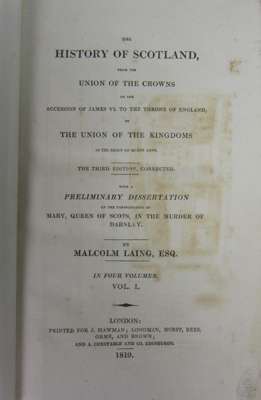 THE
HISTORY OF SCOTLAND,
FROM THE
UNION OF THE CROWNS
ON THE
ACCESSION OF JAMES VI. TO THE THRONE OF ENGLAND,
TO
THE UNION OF THE KINGDOMS
IN THE REIGN OF QUEEN ANNE.
THE THIRD EDITION, CORRECTED.
WITH A
PRELIMINARY DISSERTATION
ON THE PARTICIPATION OF
MARY, QUEEN OF SCOTS, IN THE MURDER OF
DARNLEY.
BY
MALCOLM LAING, ESQ.
IN FOUR VOLUMES.
VOL. I.
LONDON:
PRINTED FOR J. MAWMAN; LONGMAN, HURST, REES,
ORME, AND BROWN;
AND A. CONSTABLE AND CO. EDINBURGH.
1819.